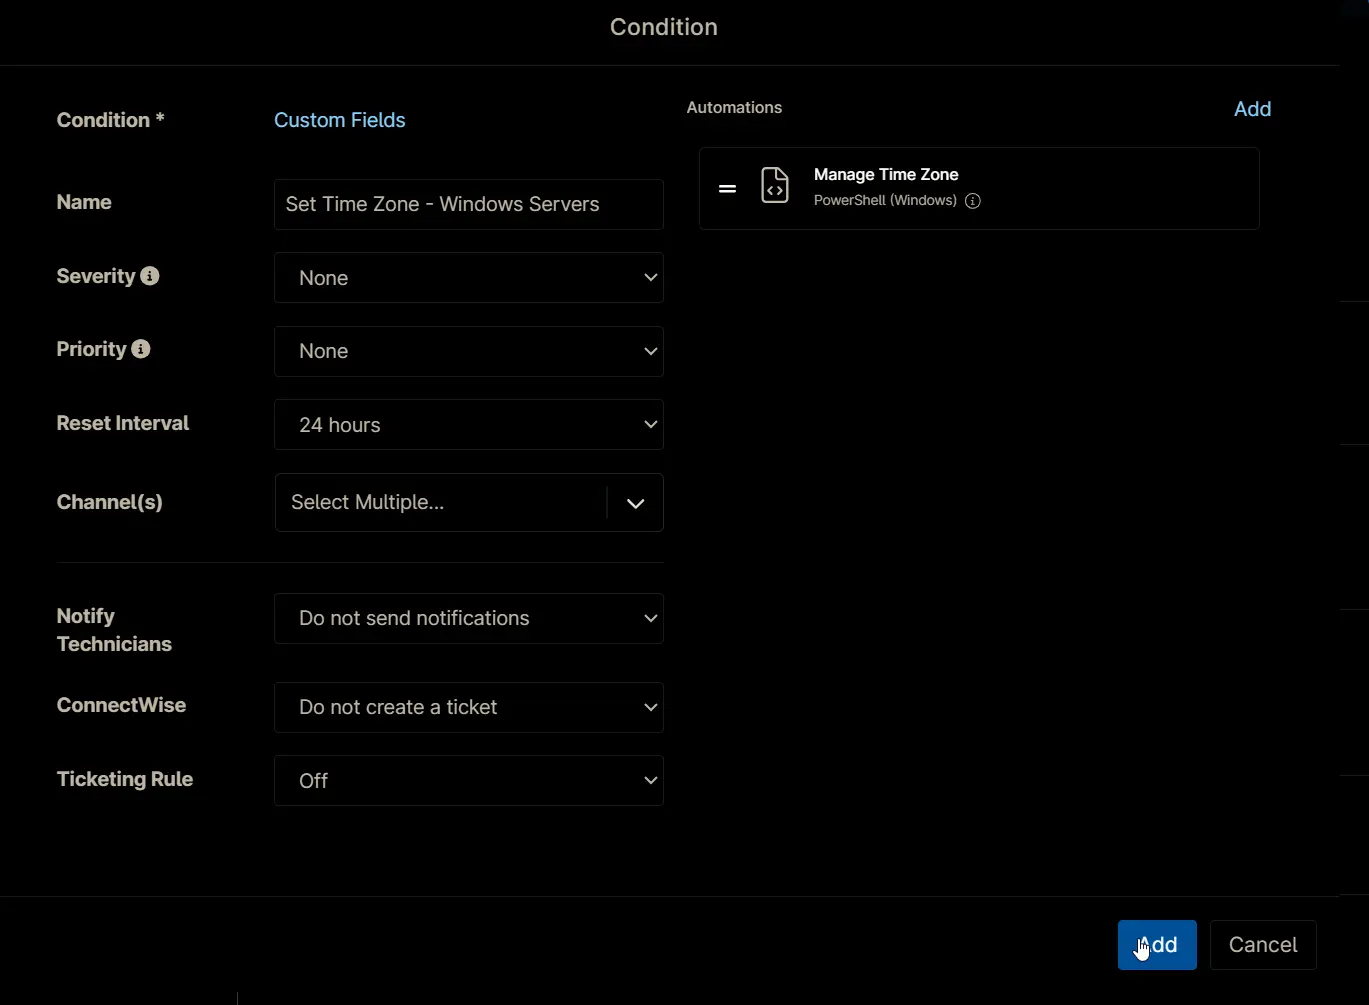 Condition
Condition *
Custom Fields
Name
Set Time Zone - Windows Servers
Severity
None
Priority
None
Reset Interval
24 hours
Channel(s)
Select Multiple...
Notify
Technicians
Do not send notifications
ConnectWise
Do not create a ticket
Ticketing Rule
Off
Automations
Add
Manage Time Zone
PowerShell (Windows)
Add
Cancel